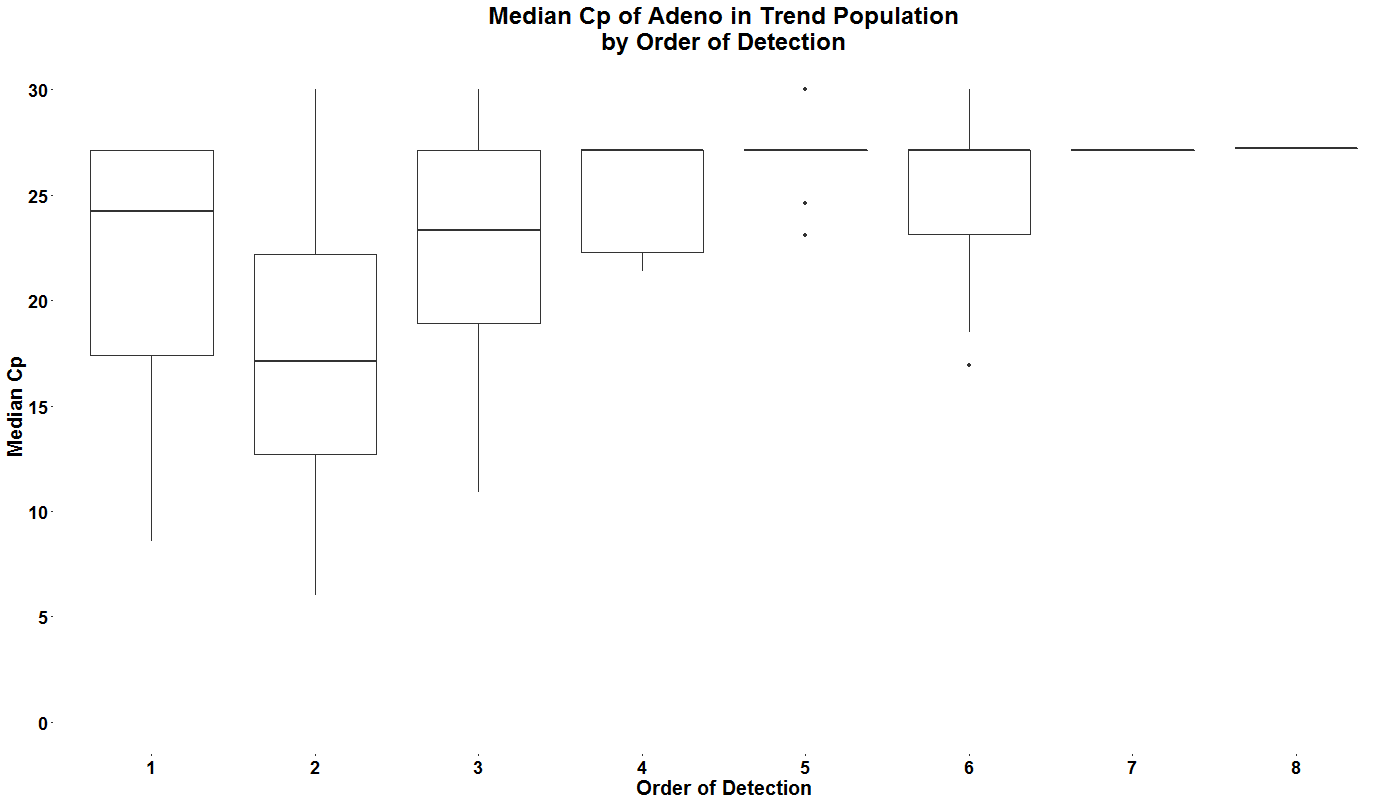 Median Cp of Adeno in Trend Population
by Order of Detection
Median Cp
30
25
20
15
10
5
0
1 2 3 4 5 6 7 8
Order of Detection